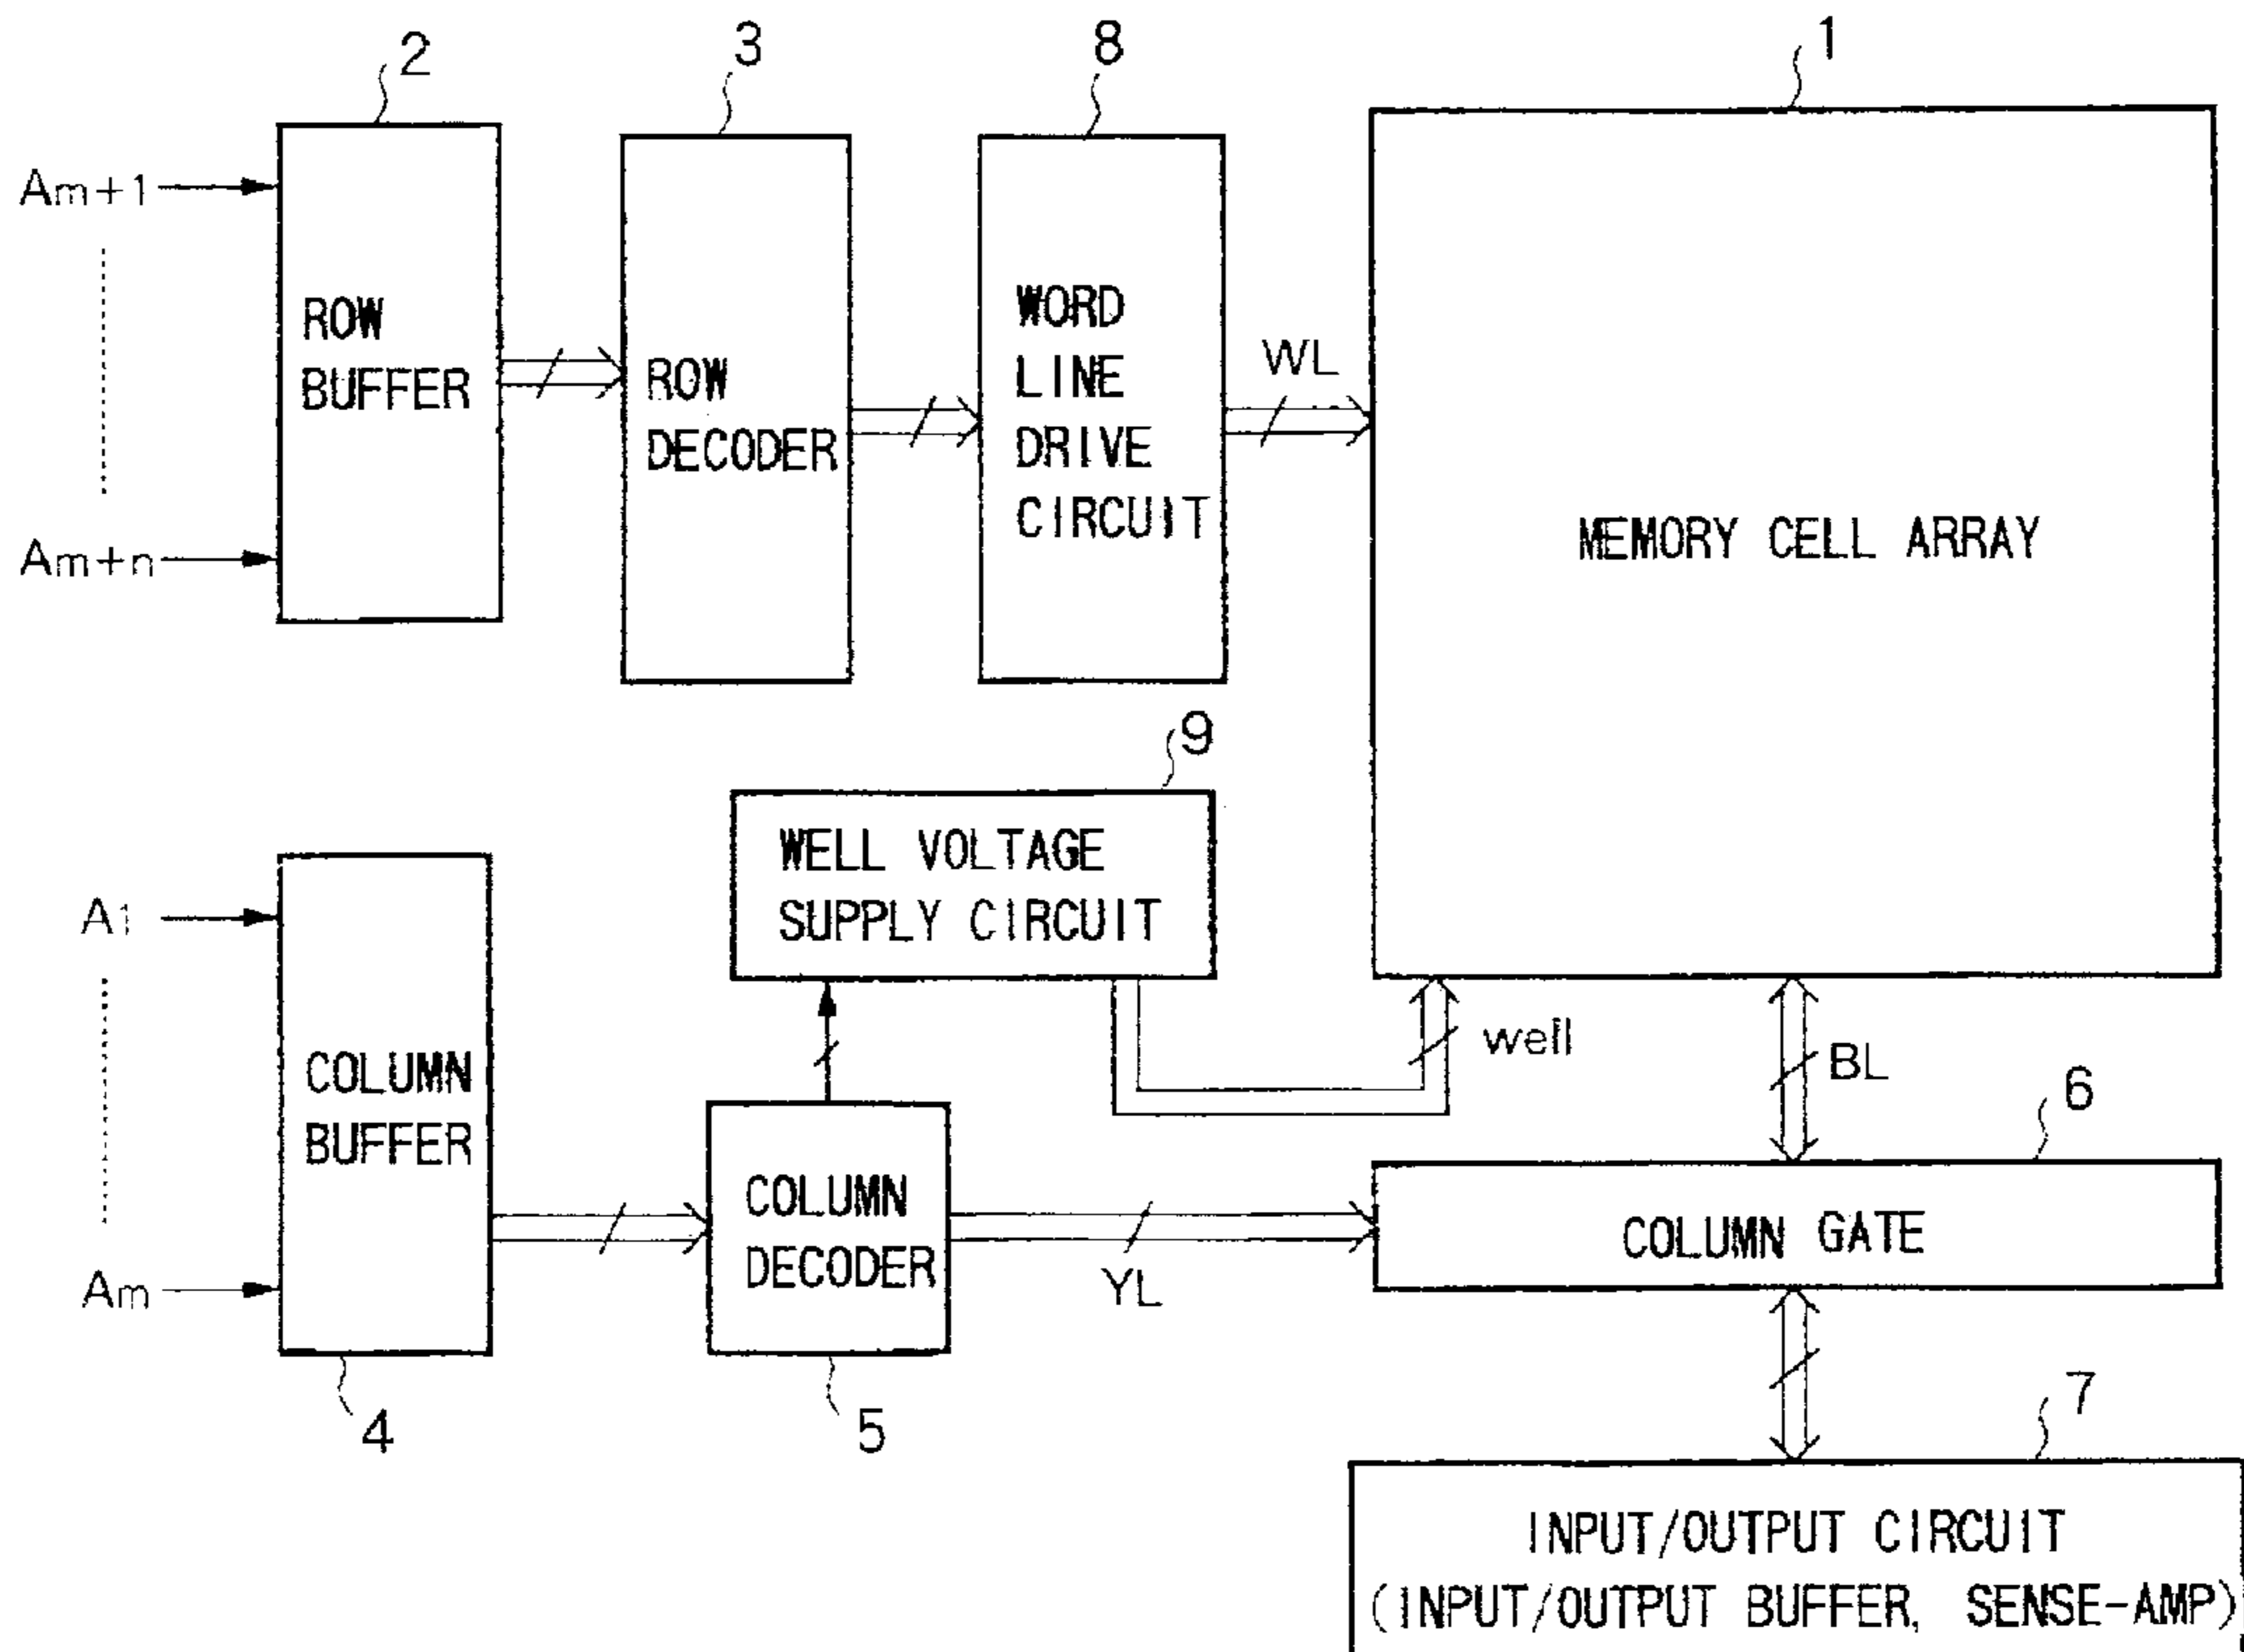 2
3
8
1
Am+1
Am+n
ROW
BUFFER
ROW
DECODER
WORD
LINE
DRIVE
CIRCUIT
WL
MEMORY CELL ARRAY
9
WELL VOLTAGE
SUPPLY CIRCUIT
A1
Am
COLUMN
BUFFER
4
COLUMN
DECODER
5
well
BL
YL
6
COLUMN GATE
7
INPUT/OUTPUT CIRCUIT
(INPUT/OUTPUT BUFFER, SENSE-AMP)